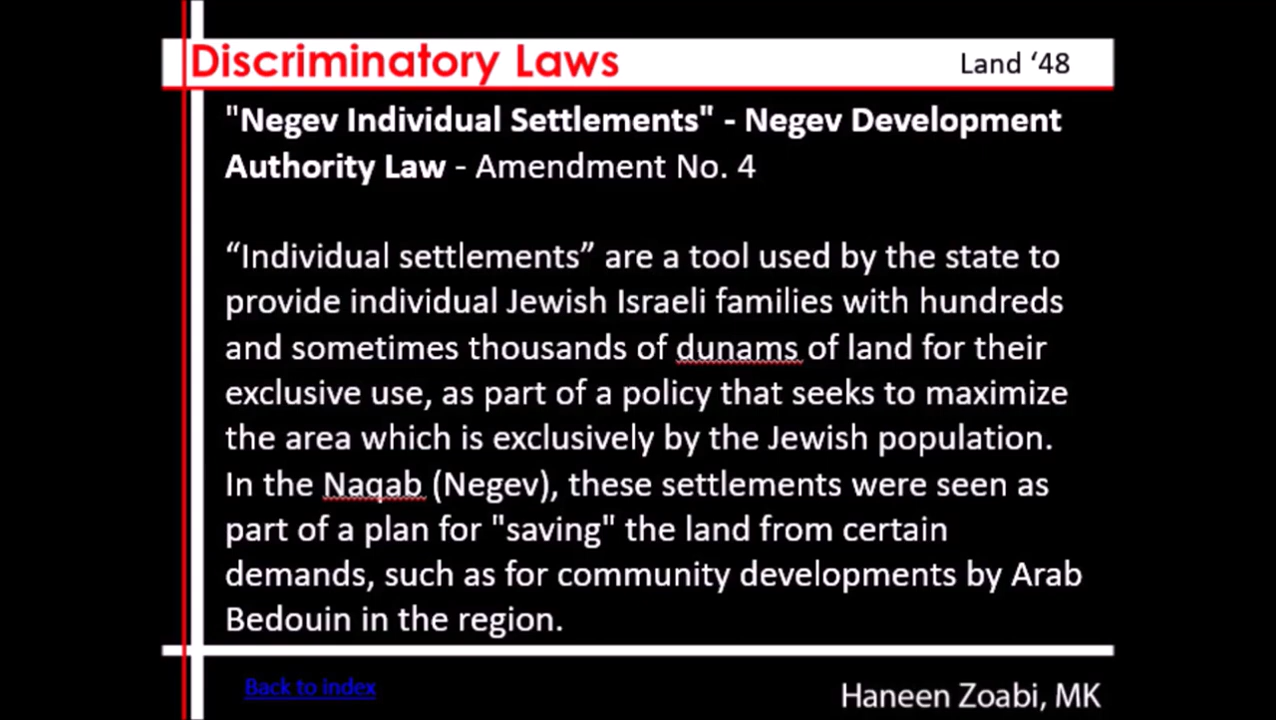 Discriminatory Laws
Land ‘48
"Negev Individual Settlements" - Negev Development
Authority Law - Amendment No. 4
“Individual settlements” are a tool used by the state to
provide individual Jewish Israeli families with hundreds
and sometimes thousands of dunams of land for their
exclusive use, as part of a policy that seeks to maximize
the area which is exclusively by the Jewish population.
In the Naqab (Negev), these settlements were seen as
part of a plan for "saving" the land from certain
demands, such as for community developments by Arab
Bedouin in the region.
Back to index
Haneen Zoabi, MK